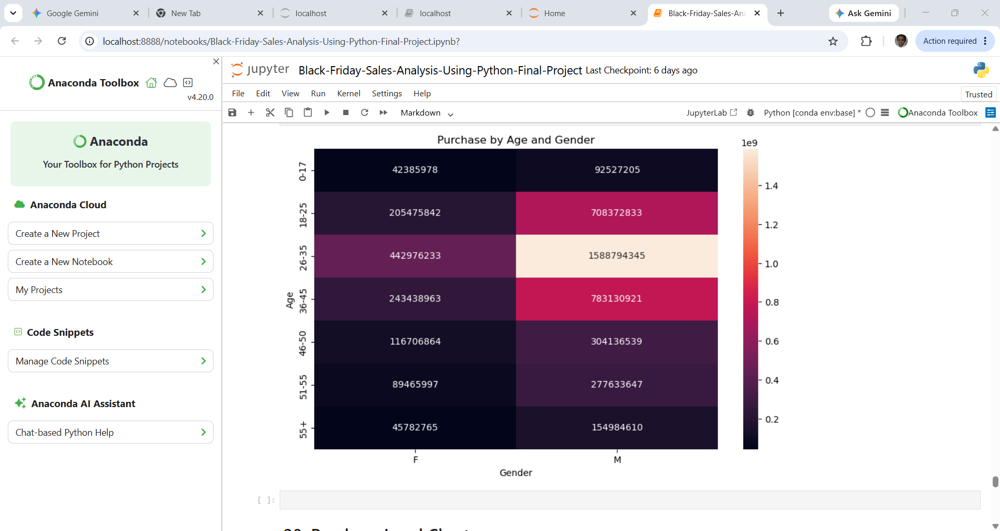 Google Gemini
New Tab
localhost
localhost
Home
Black-Friday-Sales-Ana
Ask Gemini
localhost:8888/notebooks/Black-Friday-Sales-Analysis-Using-Python-Final-Project.ipynb?
Action required
Anaconda Toolbox
v4.20.0
Anaconda
Your Toolbox for Python Projects
Anaconda Cloud
Create a New Project
Create a New Notebook
My Projects
Code Snippets
Manage Code Snippets
Anaconda AI Assistant
Chat-based Python Help
jupyter Black-Friday-Sales-Analysis-Using-Python-Final-Project Last Checkpoint: 6 days ago
File Edit View Run Kernel Settings Help
Trusted
Markdown
JupyterLab
Python [conda env:base] *
Anaconda Toolbox
Purchase by Age and Gender
1e9
0-17 42385978 92527205
18-25 205475842 708372833
26-35 442976233 1588794345
36-45 243438963 783130921
46-50 116706864 304136539
51-55 89465997 277633647
55+ 45782765 154984610
Age
F M
Gender
1.4
1.2
1.0
0.8
0.6
0.4
0.2
[ ]: